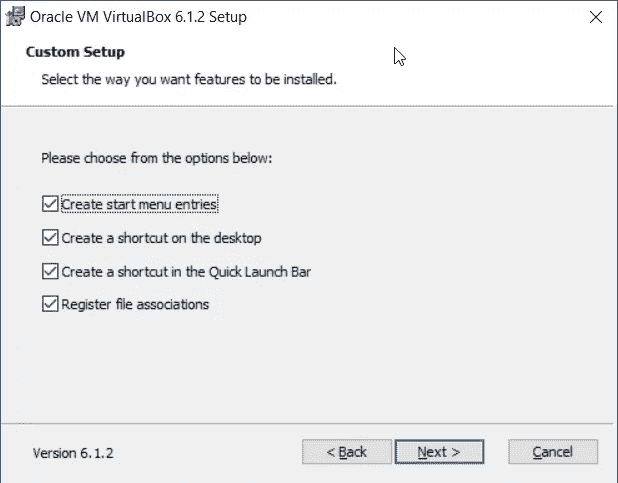 Oracle VM VirtualBox 6.1.2 Setup
Custom Setup
Select the way you want features to be installed.
Please choose from the options below:
Create start menu entries
Create a shortcut on the desktop
Create a shortcut in the Quick Launch Bar
Register file associations
Version 6.1.2
< Back
Next >
Cancel